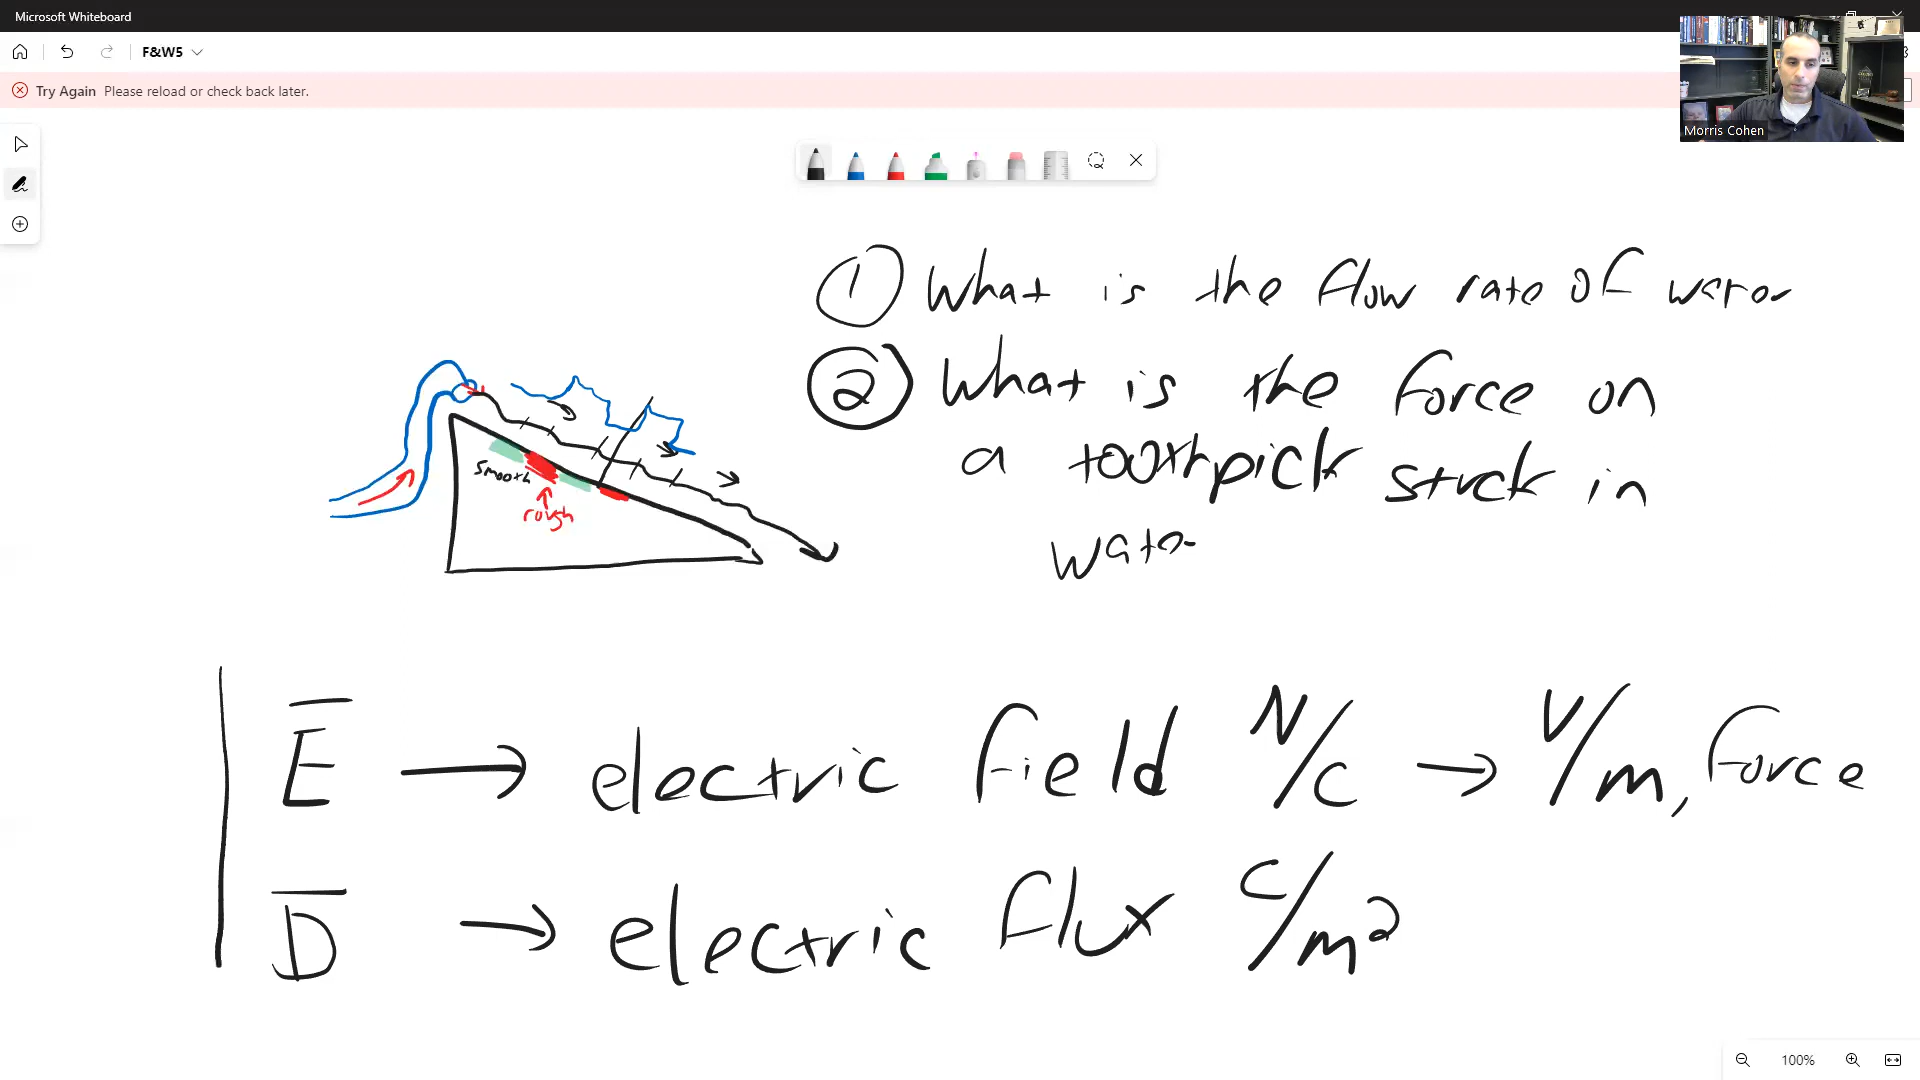 Microsoft Whiteboard
F&W5
Try Again Please reload or check back later.
Morris Cohen
① What is the flow rate of water
② What is the force on
a toothpick stuck in
water
smooth
rough
E → electric field N/C → V/m, force
D → electric flux C/m2
100%